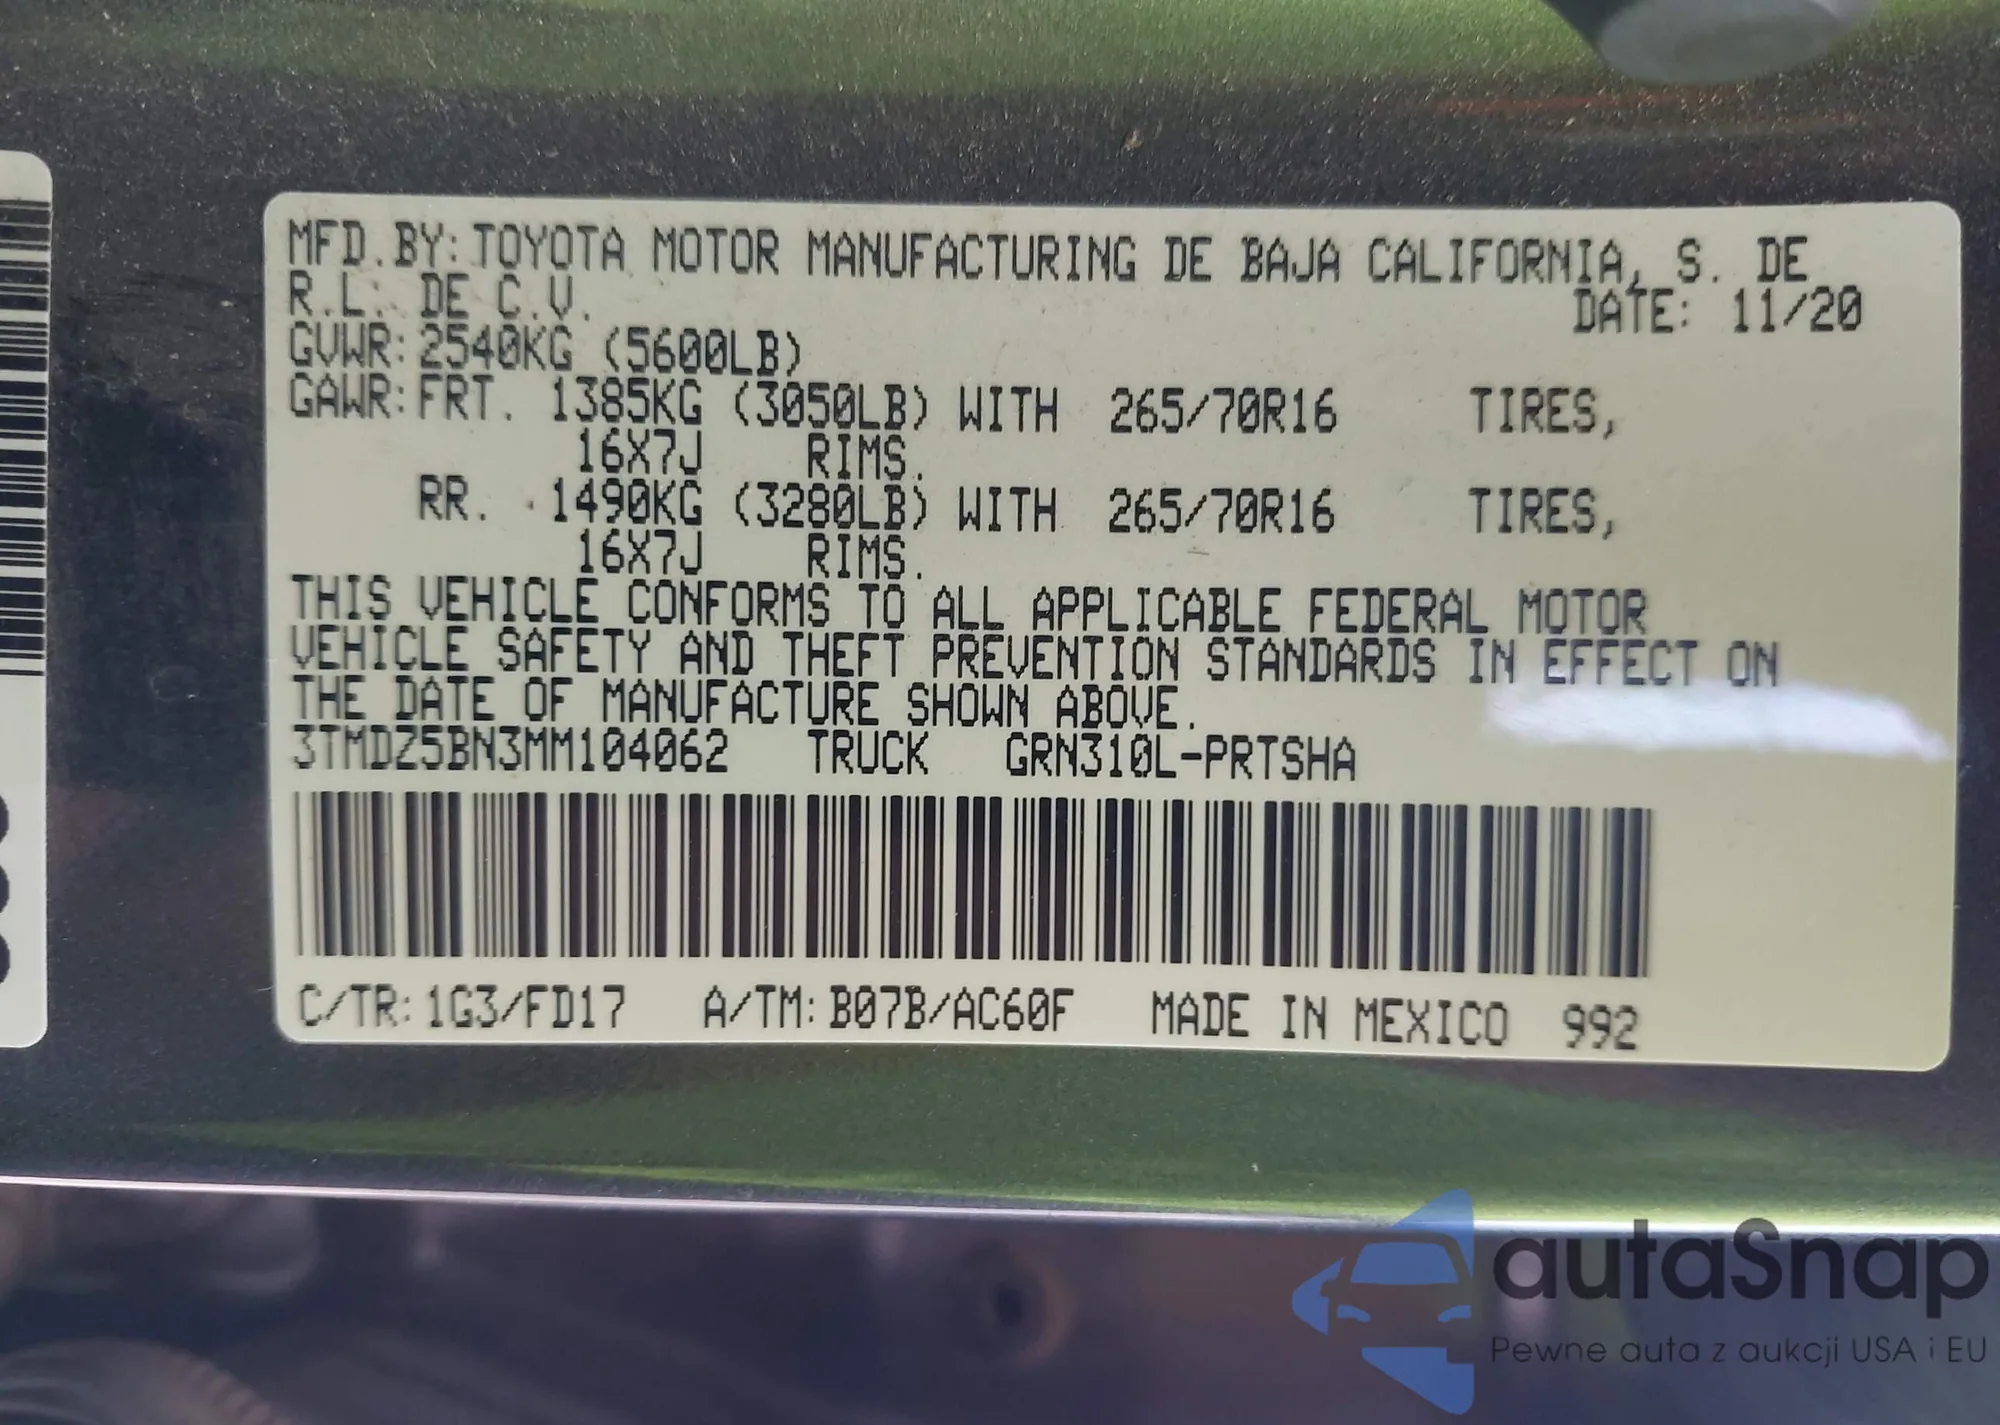 MFD.BY:TOYOTA MOTOR MANUFACTURING DE BAJA CALIFORNIA, S. DE
R.L. DE C.V. DATE: 11/20
GVWR:2540KG (5600LB)
GAWR:FRT. 1385KG (3050LB) WITH 265/70R16 TIRES,
16X7J RIMS.
RR. 1490KG (3280LB) WITH 265/70R16 TIRES,
16X7J RIMS.
THIS VEHICLE CONFORMS TO ALL APPLICABLE FEDERAL MOTOR
VEHICLE SAFETY AND THEFT PREVENTION STANDARDS IN EFFECT ON
THE DATE OF MANUFACTURE SHOWN ABOVE.
3TMDZ5BN3MM104062 TRUCK GRN310L-PRTSHA
C/TR:1G3/FD17 A/TM:B07B/AC60F MADE IN MEXICO 992
autaSnap
Pewne auta z aukcji USA i EU